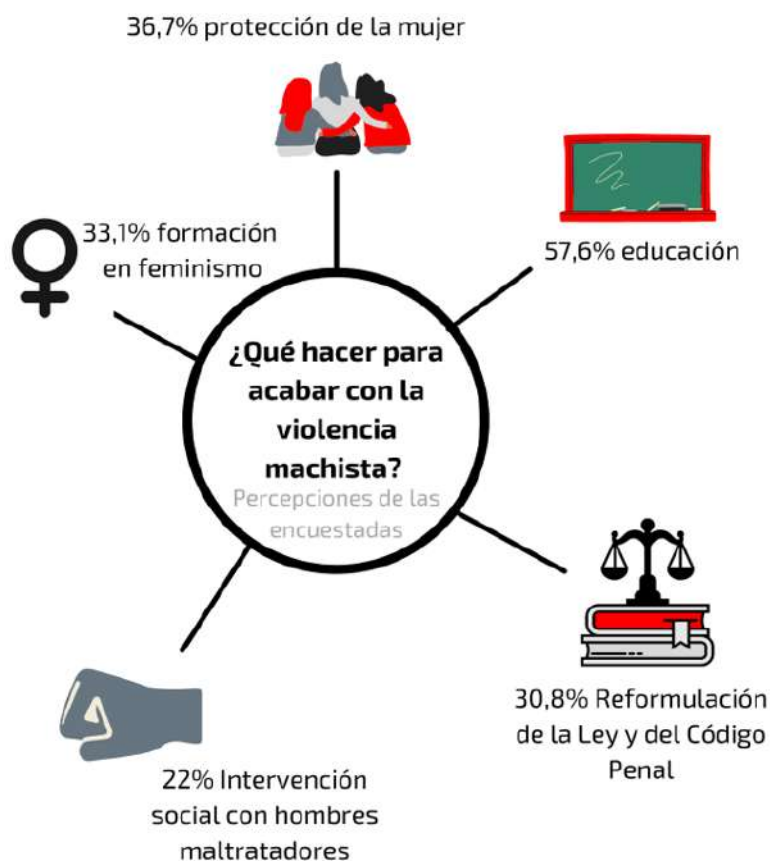 36,7% protección de la mujer
57,6% educación
33,1% formación
en feminismo
¿Qué hacer para
acabar con la
violencia
machista?
Percepciones de las
encuestadas
30,8% Reformulación
de la Ley y del Código
Penal
22% Intervención
social con hombres
maltratadores